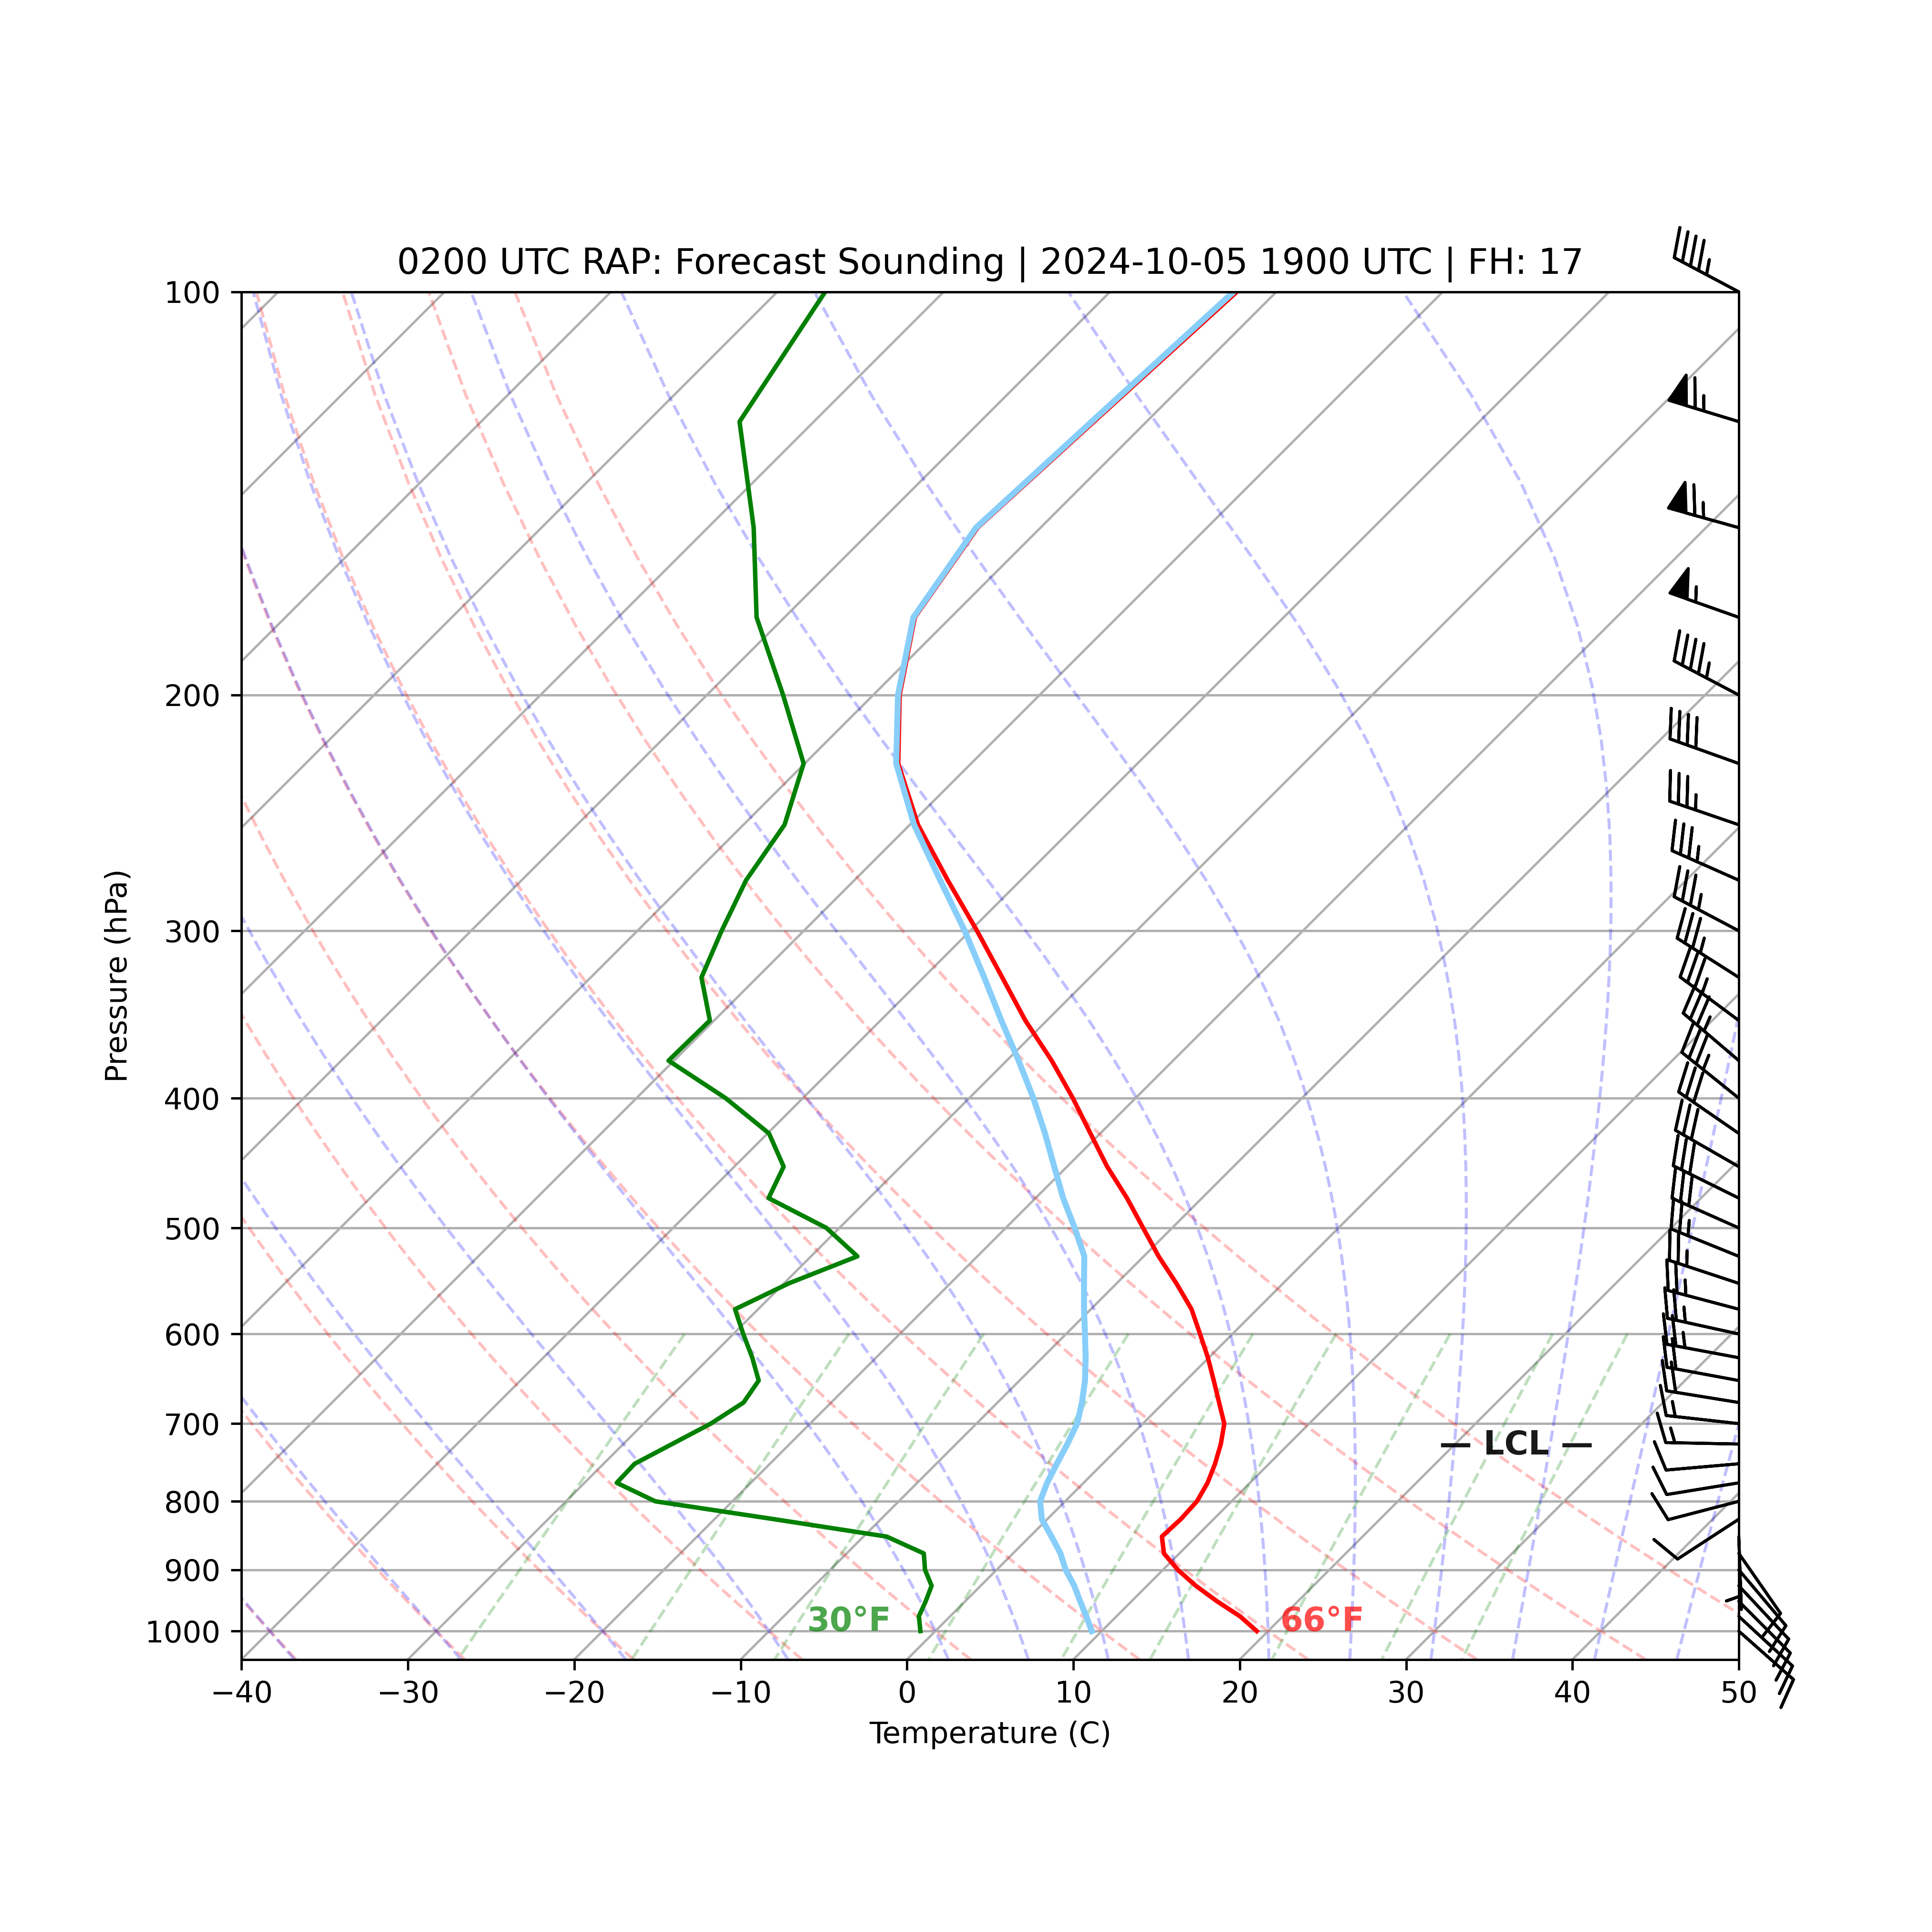 0200 UTC RAP: Forecast Sounding | 2024-10-05 1900 UTC | FH: 17
100
200
300
400
500
600
700
800
900
1000
Pressure (hPa)
— LCL —
30°F
66°F
−40 −30 −20 −10 0 10 20 30 40 50
Temperature (C)